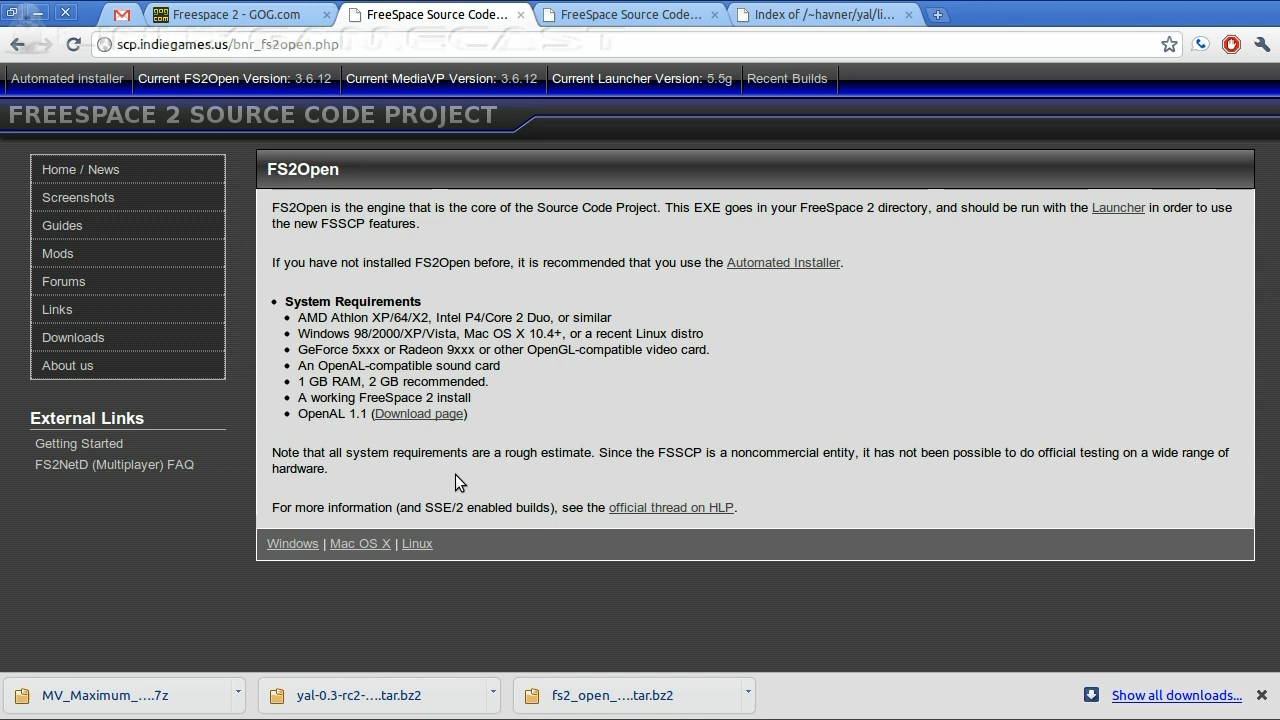 Freespace 2 - GOG.com
FreeSpace Source Code...
FreeSpace Source Code...
Index of /~havner/yal/li...
scp.indiegames.us/bnr_fs2open.php
Automated installer
Current FS2Open Version: 3.6.12
Current MediaVP Version: 3.6.12
Current Launcher Version: 5.5g
Recent Builds
FREESPACE 2 SOURCE CODE PROJECT
Home / News
Screenshots
Guides
Mods
Forums
Links
Downloads
About us
External Links
Getting Started
FS2NetD (Multiplayer) FAQ
FS2Open
FS2Open is the engine that is the core of the Source Code Project. This EXE goes in your FreeSpace 2 directory, and should be run with the Launcher in order to use
the new FSSCP features.
If you have not installed FS2Open before, it is recommended that you use the Automated Installer.
System Requirements
AMD Athlon XP/64/X2, Intel P4/Core 2 Duo, or similar
Windows 98/2000/XP/Vista, Mac OS X 10.4+, or a recent Linux distro
GeForce 5xxx or Radeon 9xxx or other OpenGL-compatible video card.
An OpenAL-compatible sound card
1 GB RAM, 2 GB recommended.
A working FreeSpace 2 install
OpenAL 1.1 (Download page)
Note that all system requirements are a rough estimate. Since the FSSCP is a noncommercial entity, it has not been possible to do official testing on a wide range of
hardware.
For more information (and SSE/2 enabled builds), see the official thread on HLP.
Windows | Mac OS X | Linux
MV_Maximum_....7z
yal-0.3-rc2-....tar.bz2
fs2_open_....tar.bz2
Show all downloads...